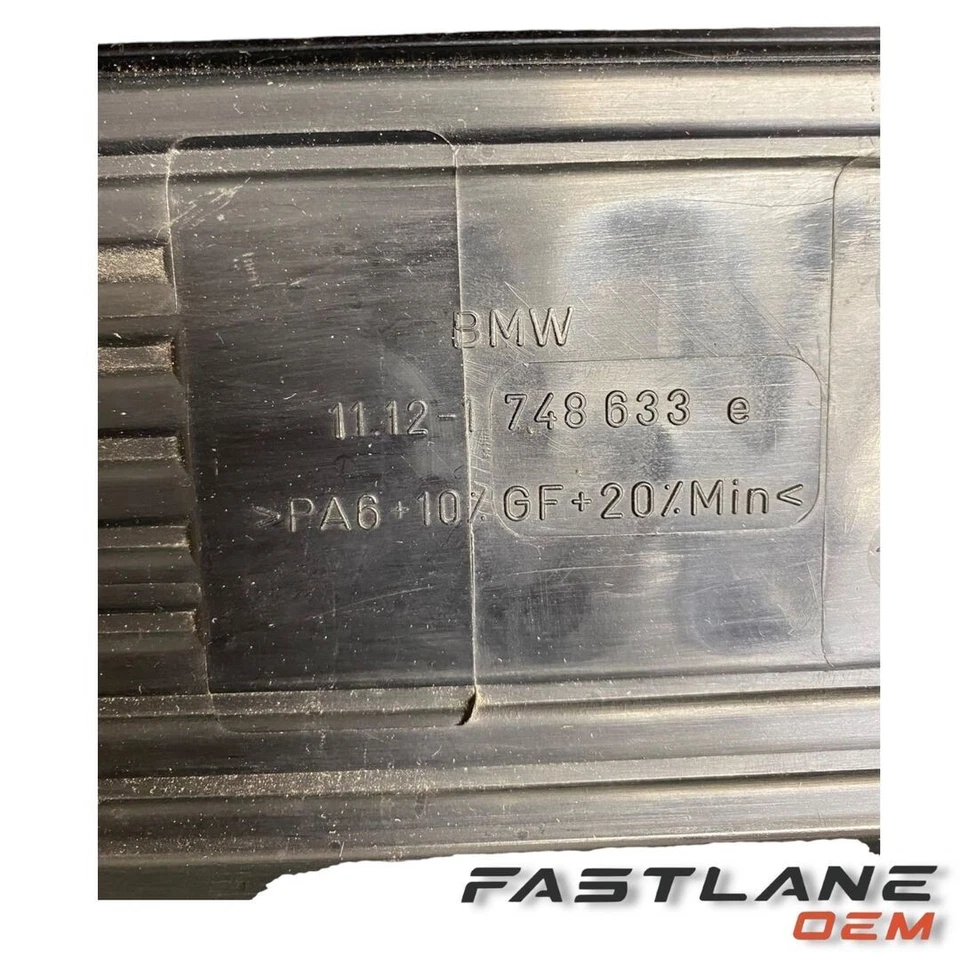 BMW
11.12-1 748 633 e
>PA6+10%GF+20%Min<
FASTLANE
OEM